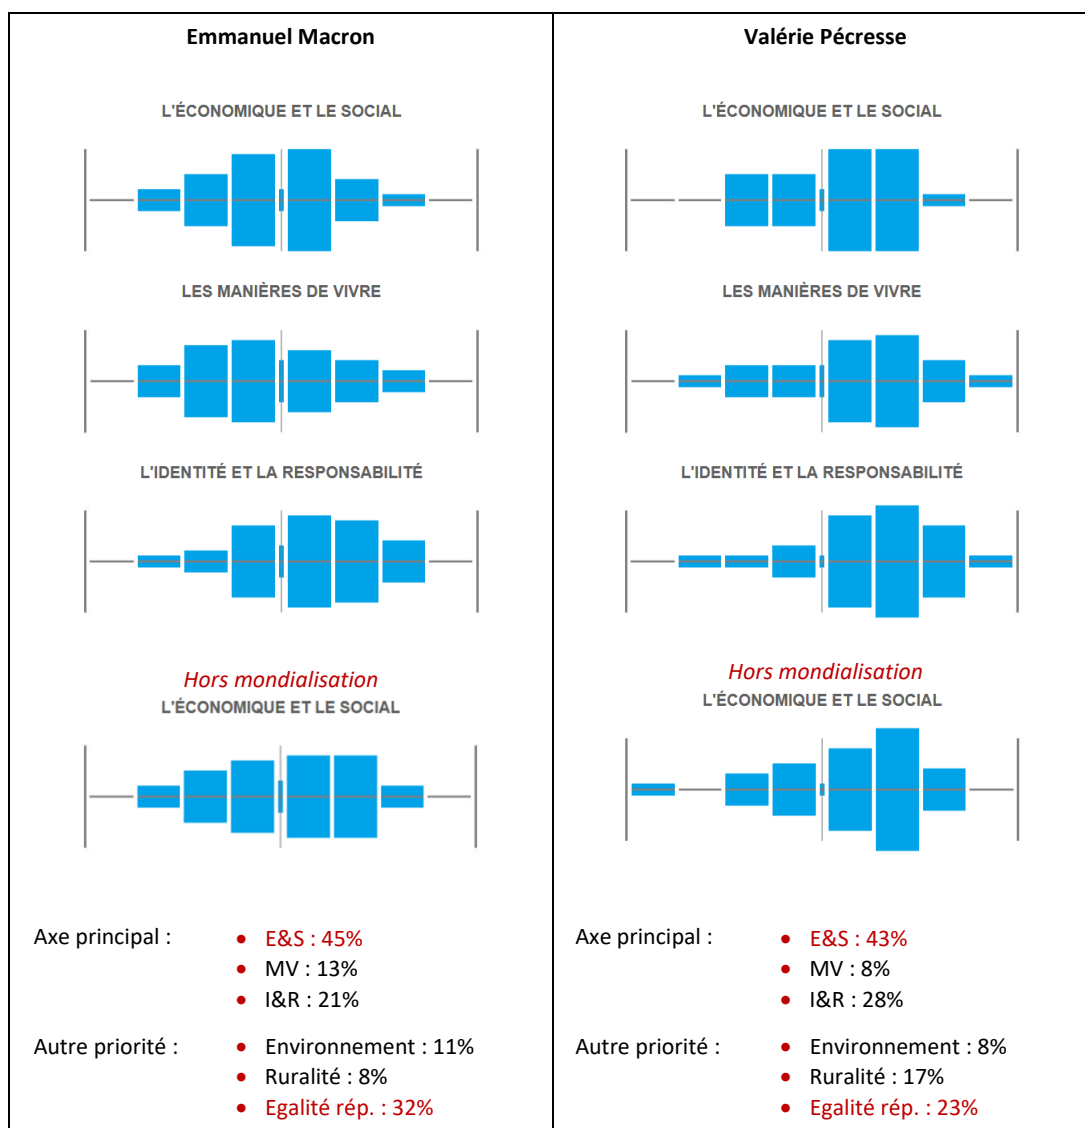 Emmanuel Macron
L'ÉCONOMIQUE ET LE SOCIAL
LES MANIÈRES DE VIVRE
L'IDENTITÉ ET LA RESPONSABILITÉ
Hors mondialisation
L'ÉCONOMIQUE ET LE SOCIAL
Axe principal :
• E&S : 45%
• MV : 13%
• I&R : 21%
Autre priorité :
• Environnement : 11%
• Ruralité : 8%
• Egalité rép. : 32%
Valérie Pécresse
L'ÉCONOMIQUE ET LE SOCIAL
LES MANIÈRES DE VIVRE
L'IDENTITÉ ET LA RESPONSABILITÉ
Hors mondialisation
L'ÉCONOMIQUE ET LE SOCIAL
Axe principal :
• E&S : 43%
• MV : 8%
• I&R : 28%
Autre priorité :
• Environnement : 8%
• Ruralité : 17%
• Egalité rép. : 23%